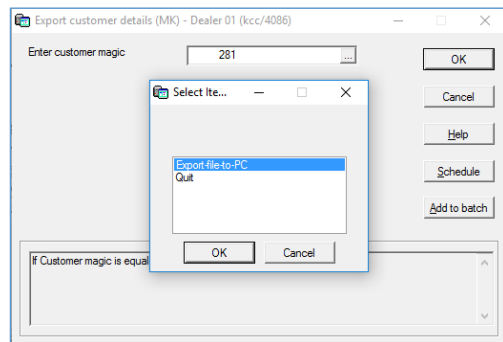 Export customer details (MK) - Dealer 01 (kcc/4086)
Enter customer magic
281
...
OK
Select Ite...
Cancel
Help
Export-file-to-PC
Quit
Schedule
Add to batch
OK
Cancel
If Customer magic is equal